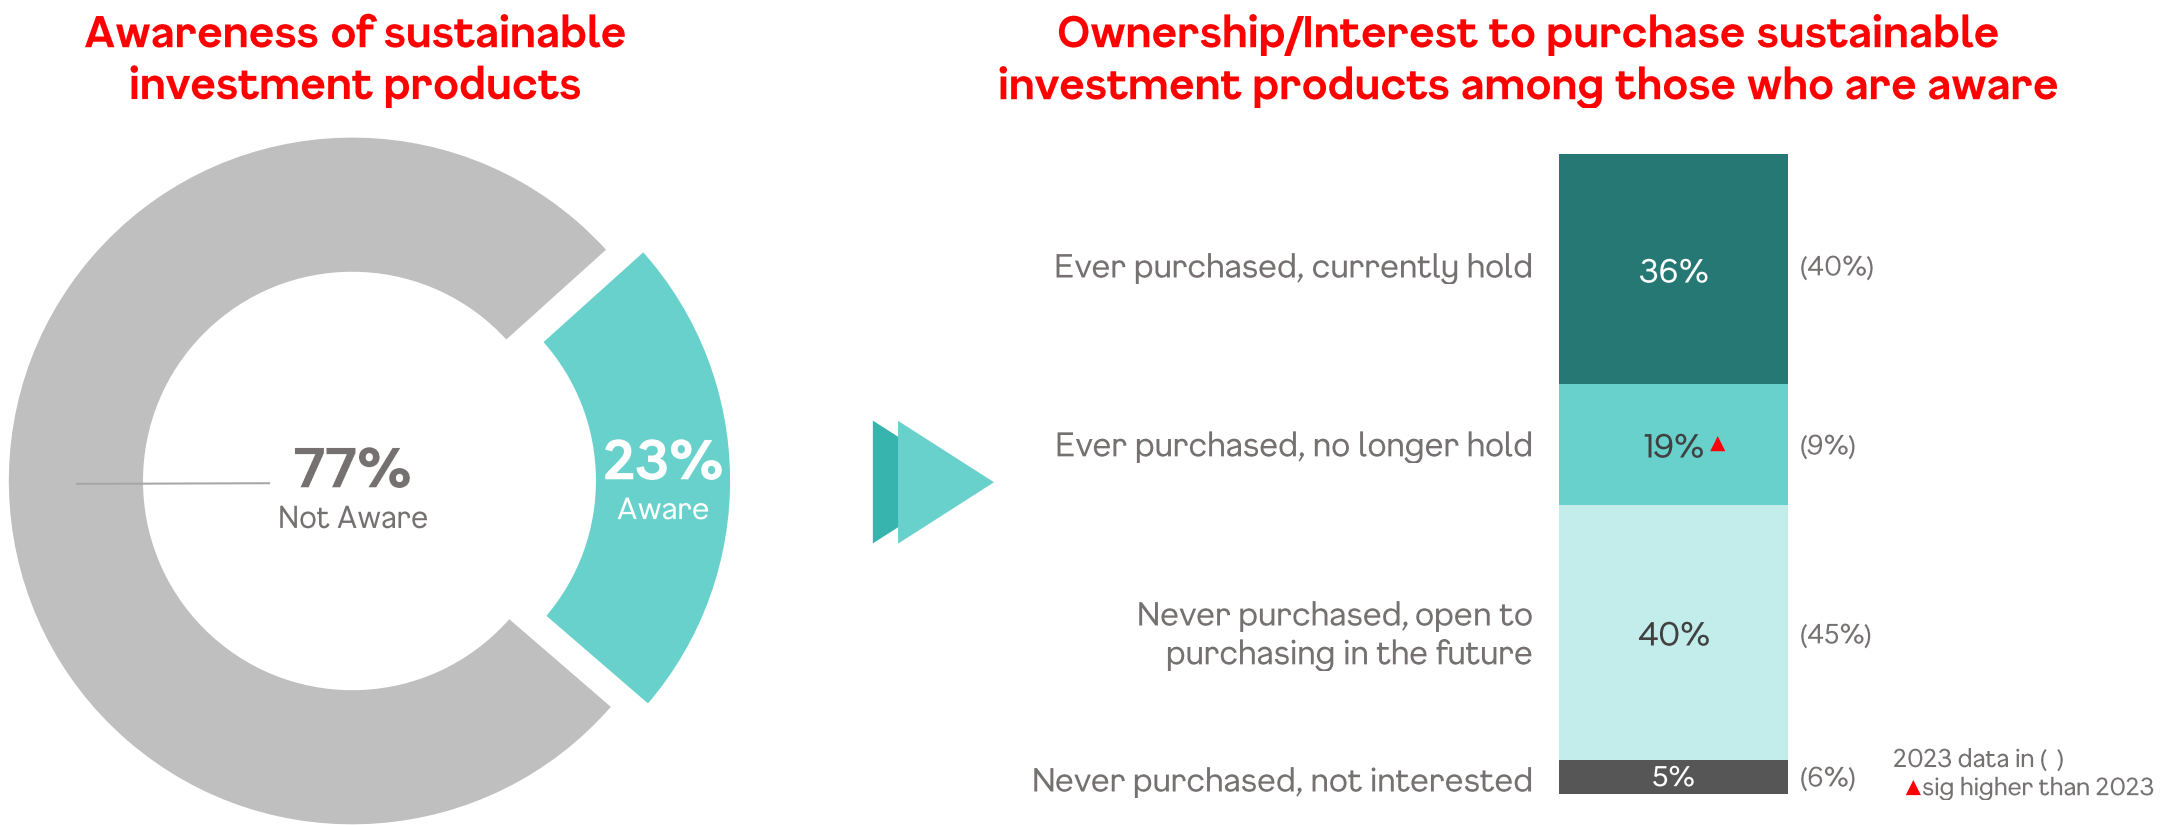 Awareness of sustainable
investment products
77%
Not Aware
23%
Aware
Ownership/Interest to purchase sustainable
investment products among those who are aware
Ever purchased, currently hold
36%
(40%)
Ever purchased, no longer hold
19%▲
(9%)
Never purchased, open to
purchasing in the future
40%
(45%)
Never purchased, not interested
5%
(6%)
2023 data in ( )
▲sig higher than 2023